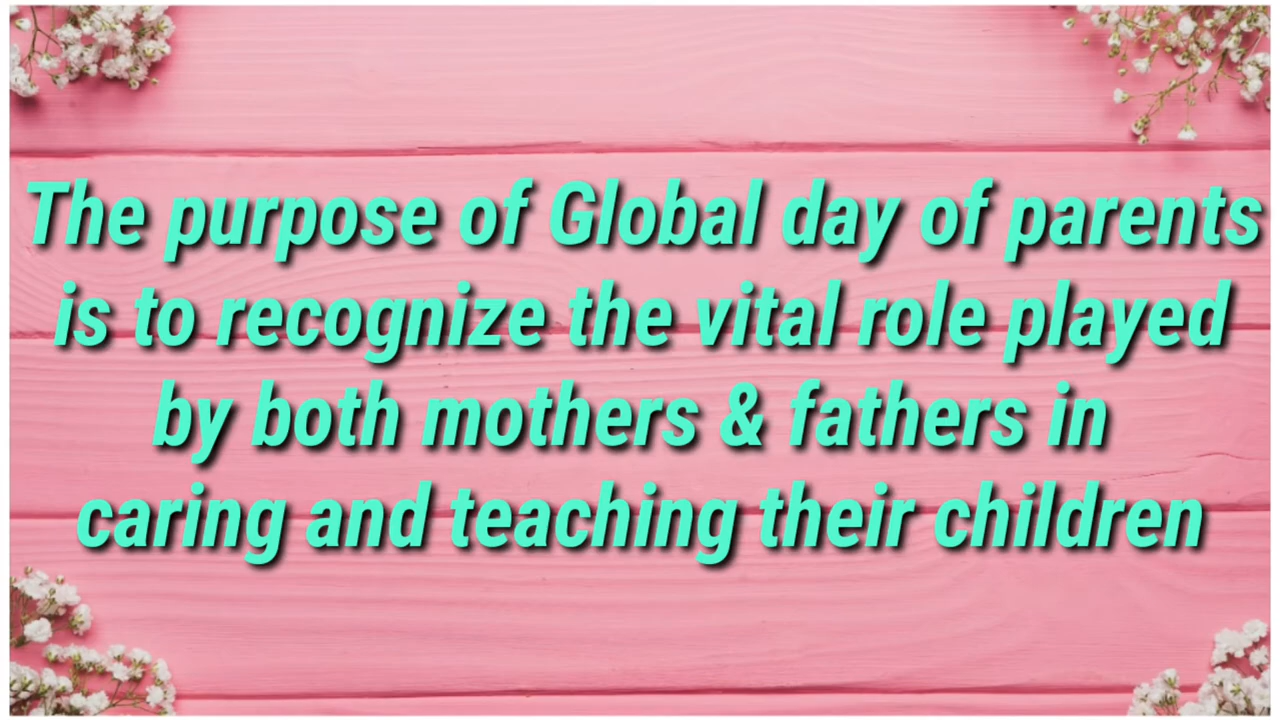 The purpose of Global day of parents
is to recognize the vital role played
by both mothers & fathers in
caring and teaching their children